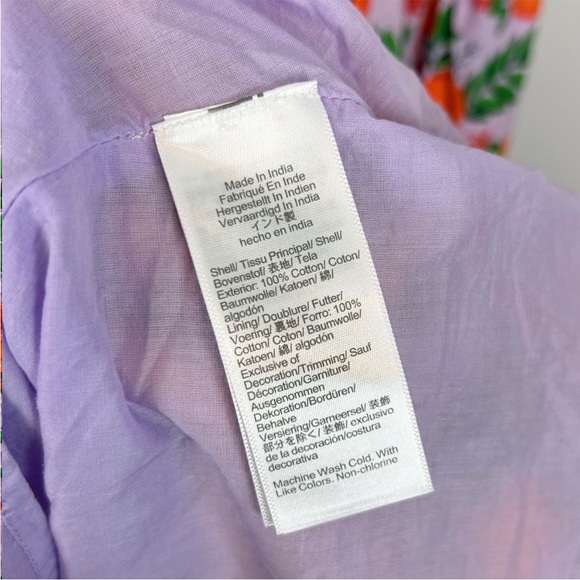 Made In India
Fabriqué En Inde
Hergestellt In Indien
Vervaardigd In India
インド製
hecho en india
Shell/ Tissu Principal/ Shell/
Bovenstof/ 表地/ Tela
Exterior: 100% Cotton/ Coton/
Baumwolle/ Katoen/ 綿/
algodón
Lining/ Doublure/ Futter/
Voering/ 裏地/ Forro: 100%
Cotton/ Coton/ Baumwolle/
Katoen/ 綿/ algodón
Exclusive of
Decoration/Trimming/ Sauf
Décoration/Garniture/
Ausgenommen
Dekoration/Bordüren/
Behalve
Versiering/Garneersel/ 装飾
部分を除く/ 装飾/ exclusivo
de la decoración/costura
decorativa
Machine Wash Cold. With
Like Colors. Non-chlorine